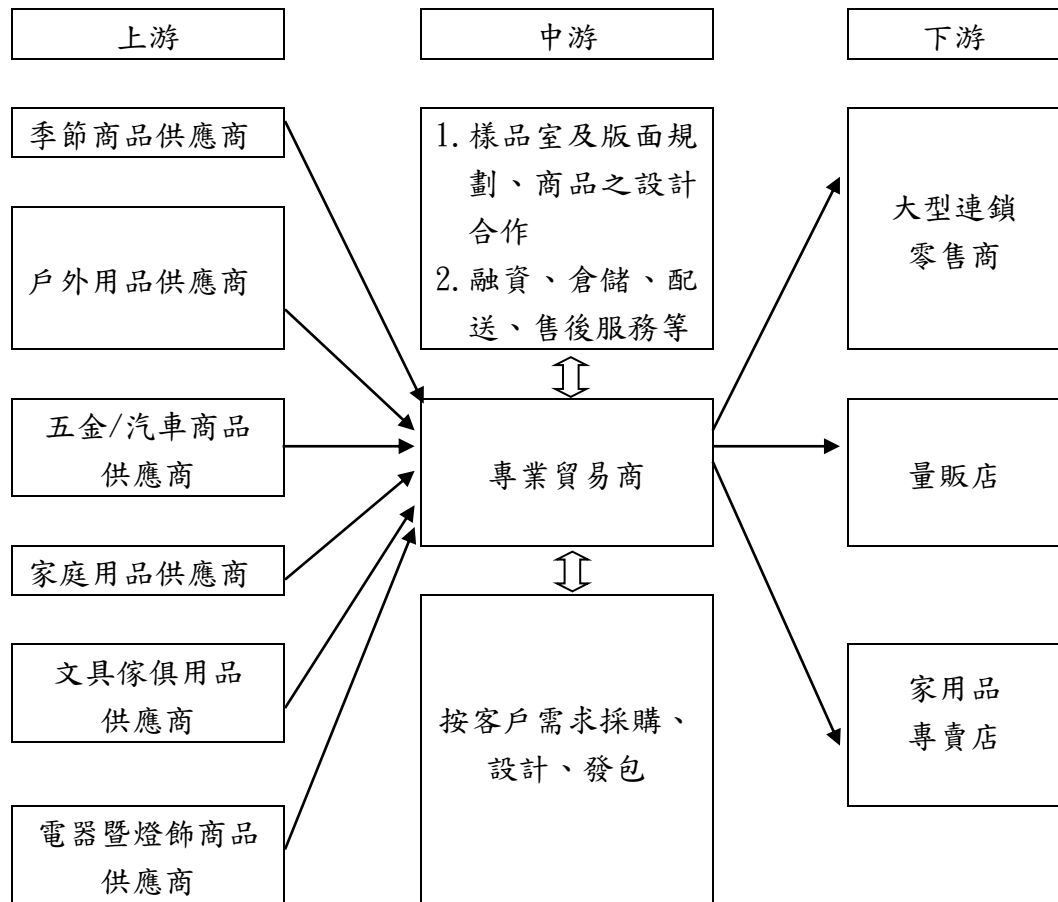 上游
中游
下游
季節商品供應商
戶外用品供應商
五金/汽車商品
供應商
家庭用品供應商
文具傢俱用品
供應商
電器暨燈飾商品
供應商
1. 樣品室及版面規
劃、商品之設計
合作
2. 融資、倉儲、配
送、售後服務等
專業貿易商
按客戶需求採購、
設計、發包
大型連鎖
零售商
量販店
家用品
專賣店